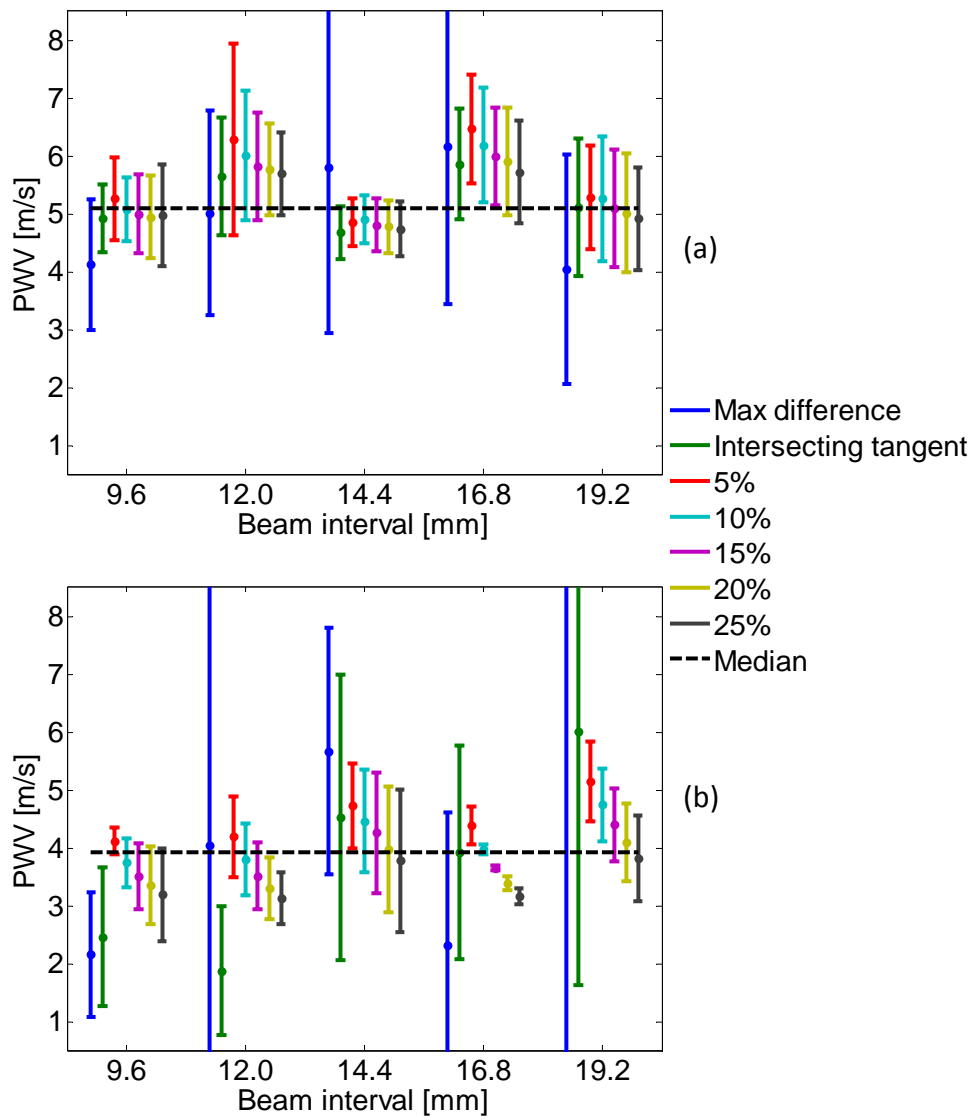 8
7
6
5
4
3
2
1
PWV [m/s]
9.6 12.0 14.4 16.8 19.2
Beam interval [mm]
(a)
Max difference
Intersecting tangent
5%
10%
15%
20%
25%
Median
8
7
6
5
4
3
2
1
PWV [m/s]
9.6 12.0 14.4 16.8 19.2
Beam interval [mm]
(b)